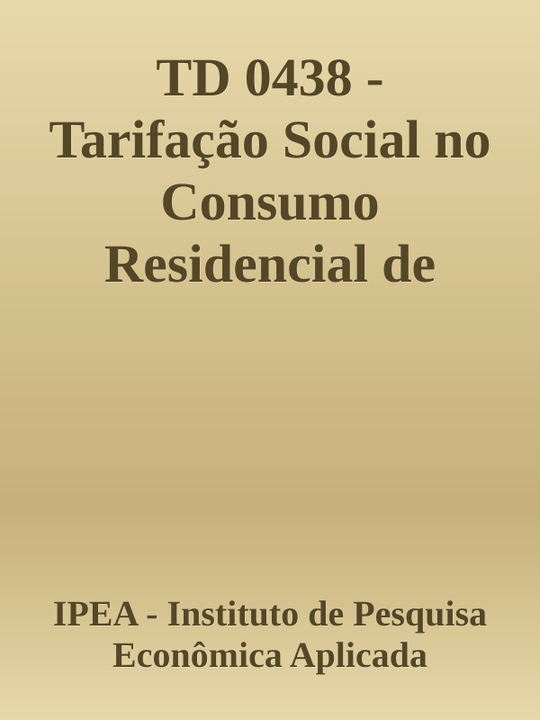 TD 0438 -
Tarifação Social no
Consumo
Residencial de
IPEA - Instituto de Pesquisa
Econômica Aplicada